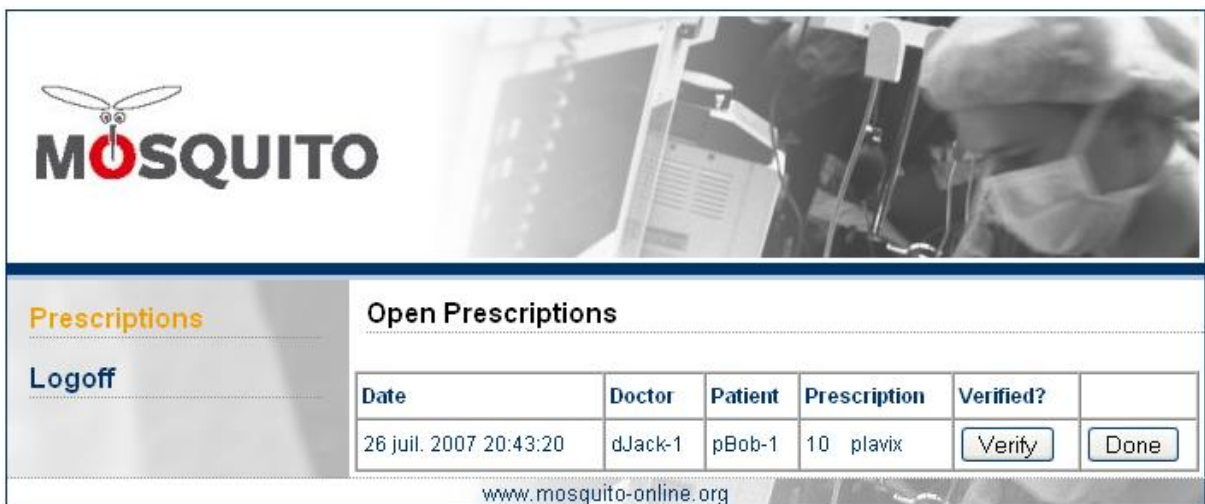 MOSQUITO
Prescriptions
Logoff
Open Prescriptions
Date Doctor Patient Prescription Verified?
26 juil. 2007 20:43:20 dJack-1 pBob-1 10 plavix Verify Done
www.mosquito-online.org